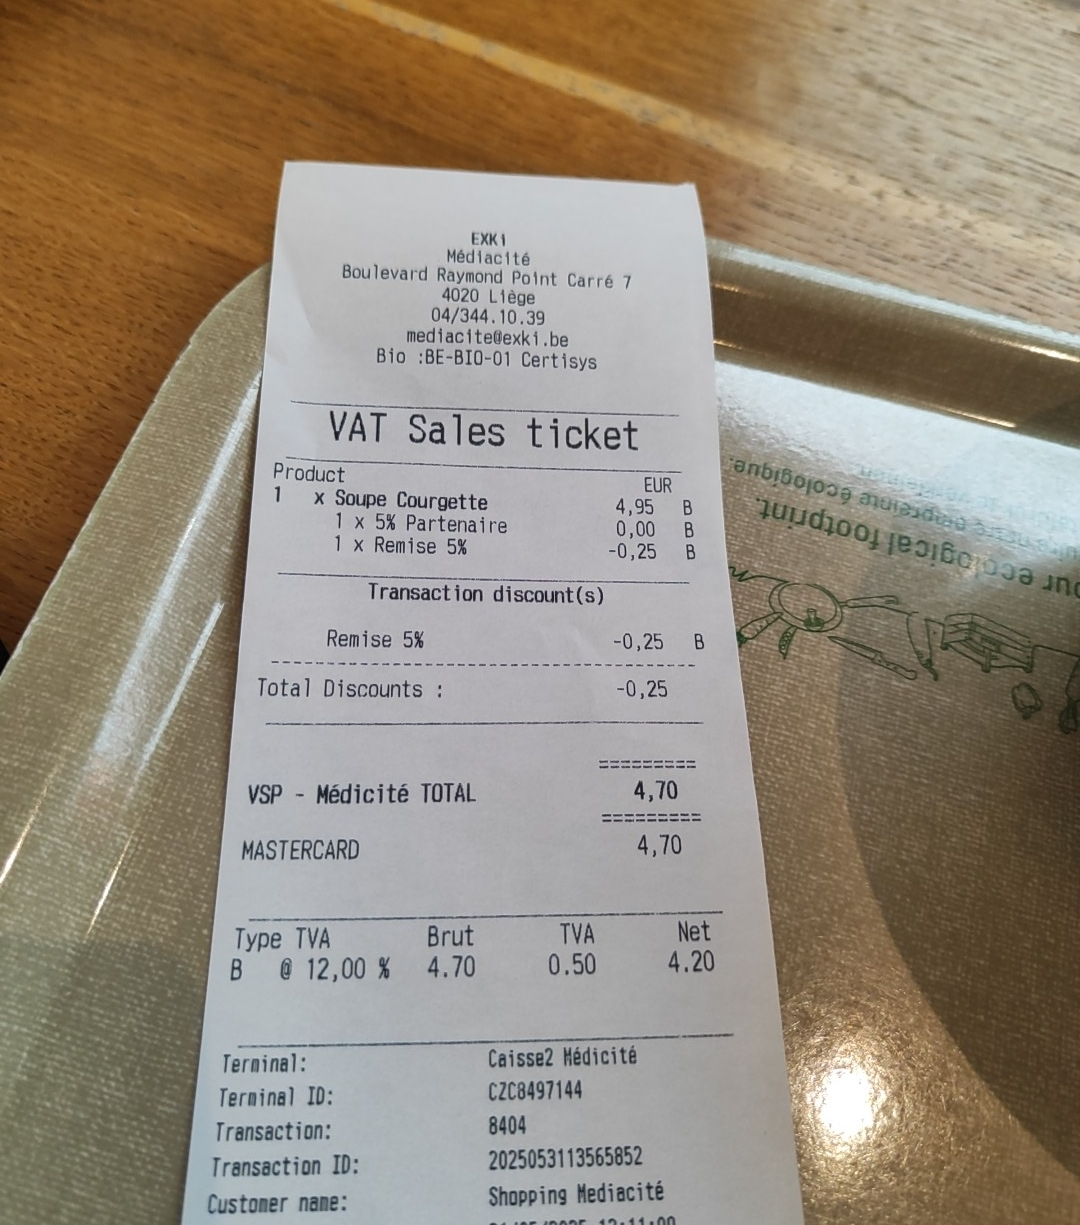 EXKi
Médiacité
Boulevard Raymond Point Carré 7
4020 Liège
04/344.10.39
mediacite@exki.be
Bio :BE-BIO-01 Certisys
VAT Sales ticket
Product EUR
1 x Soupe Courgette 4,95 B
1 x 5% Partenaire 0,00 B
1 x Remise 5% -0,25 B
Transaction discount(s)
Remise 5% -0,25 B
Total Discounts : -0,25
=========
VSP - Médicité TOTAL 4,70
=========
MASTERCARD 4,70
Type TVA Brut TVA Net
B @ 12,00 % 4.70 0.50 4.20
Terminal: Caisse2 Médicité
Terminal ID: CZC8497144
Transaction: 8404
Transaction ID: 2025053113565852
Customer name: Shopping Mediacité
ecological footprint.
empreinte écologique.